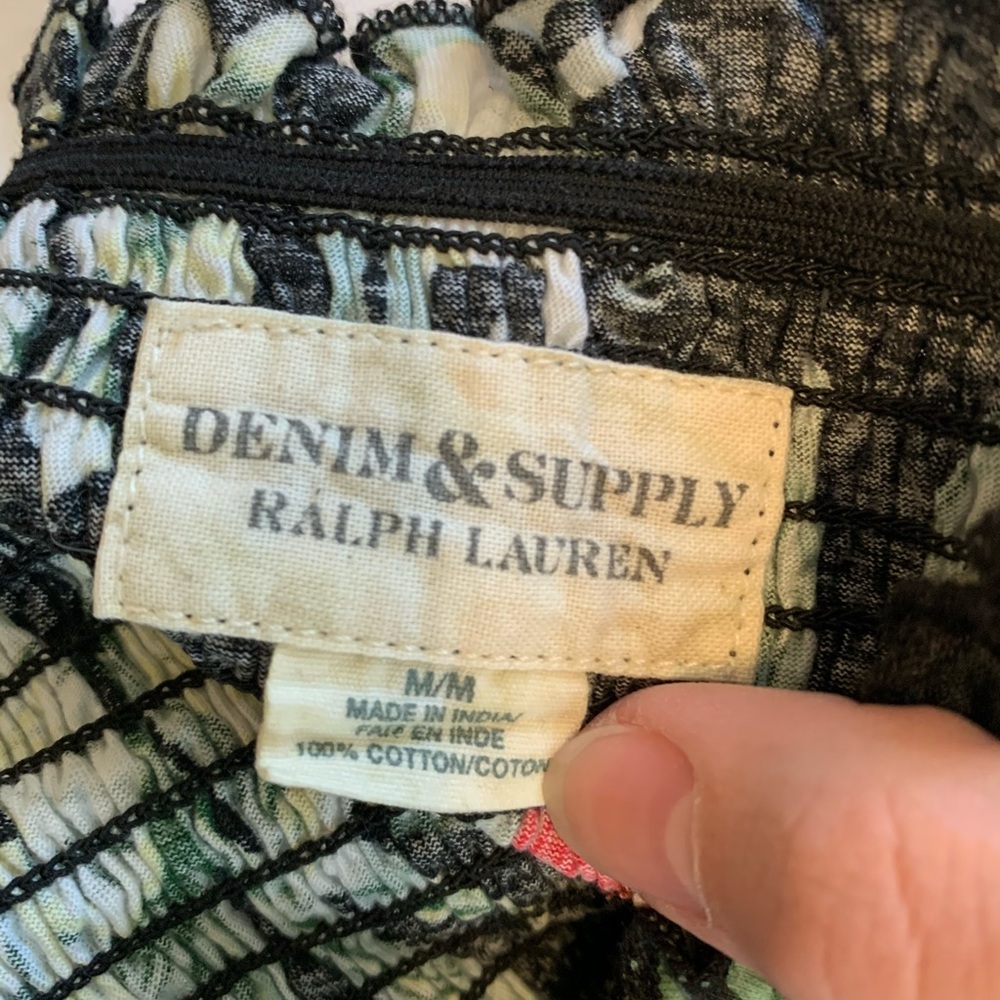 DENIM & SUPPLY
RALPH LAUREN
M/M
MADE IN INDIA/
FAIT EN INDE
100% COTTON/COTON